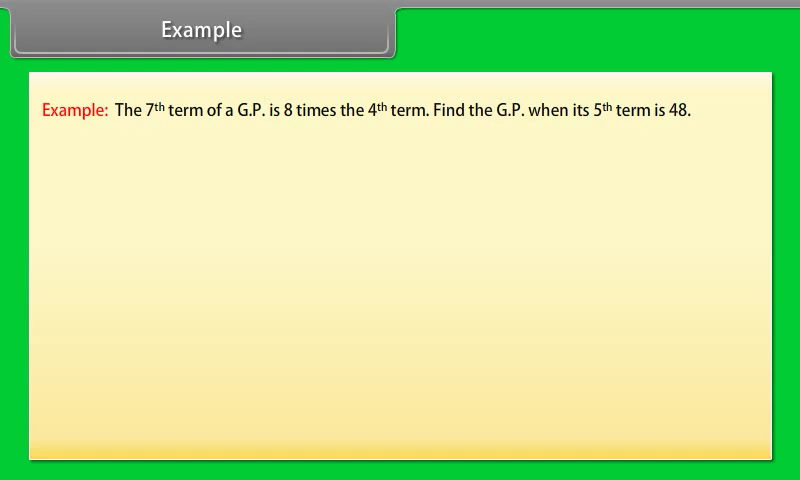 Example
Example: The 7th term of a G.P. is 8 times the 4th term. Find the G.P. when its 5th term is 48.